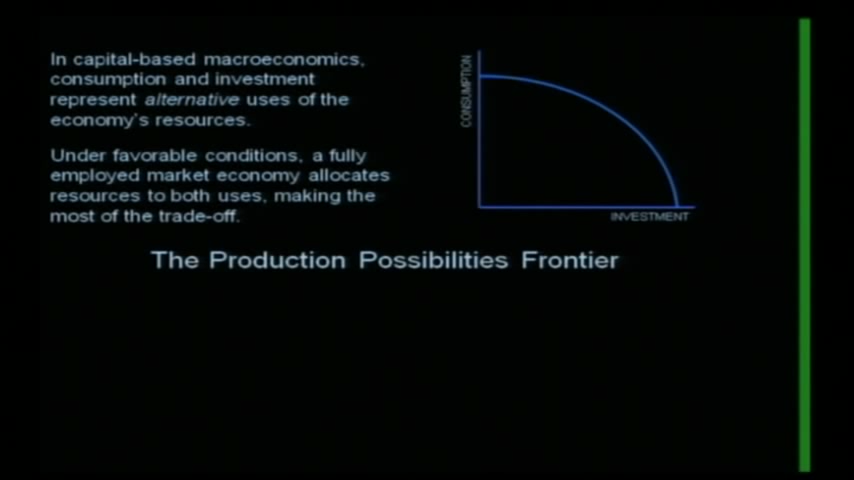 In capital-based macroeconomics,
consumption and investment
represent alternative uses of the
economy's resources.
Under favorable conditions, a fully
employed market economy allocates
resources to both uses, making the
most of the trade-off.
CONSUMPTION
INVESTMENT
The Production Possibilities Frontier